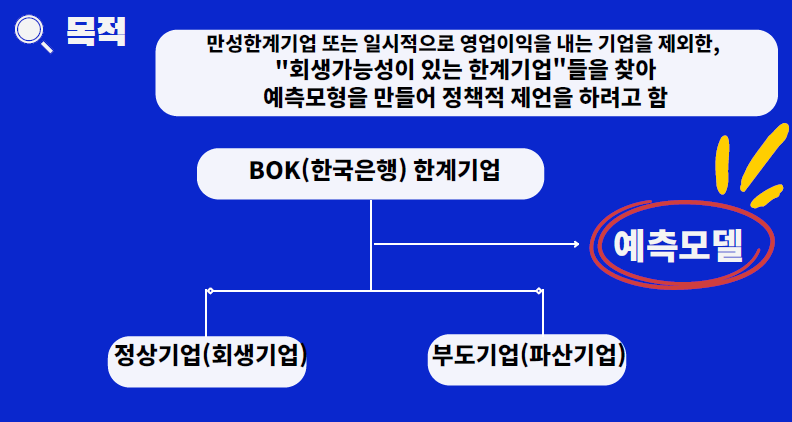 목적
만성한계기업 또는 일시적으로 영업이익을 내는 기업을 제외한,
"회생가능성이 있는 한계기업"들을 찾아
예측모형을 만들어 정책적 제언을 하려고 함
BOK(한국은행) 한계기업
예측모델
정상기업(회생기업)
부도기업(파산기업)